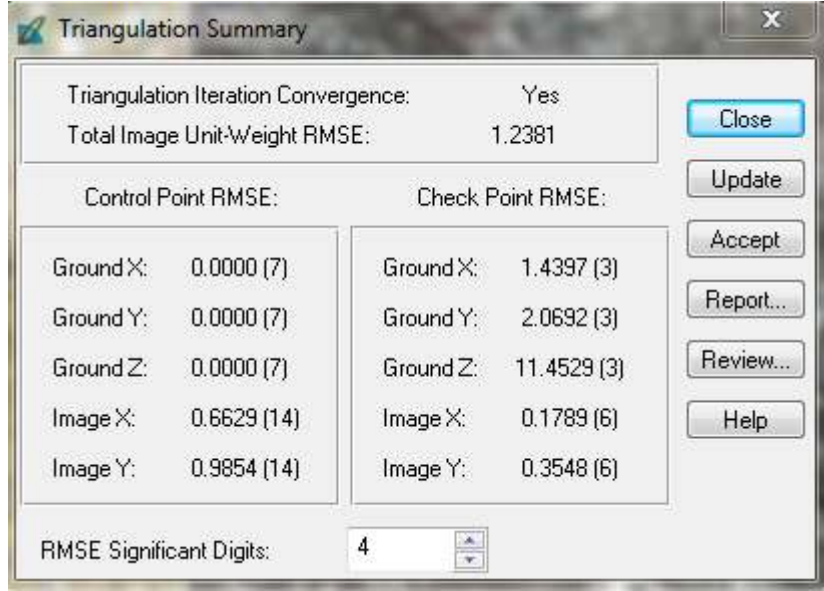 Triangulation Summary
x
Triangulation Iteration Convergence: Yes
Total Image Unit-Weight RMSE: 1.2381
Close
Update
Accept
Report...
Review...
Help
Control Point RMSE:
Ground X: 0.0000 (7)
Ground Y: 0.0000 (7)
Ground Z: 0.0000 (7)
Image X: 0.6629 (14)
Image Y: 0.9854 (14)
Check Point RMSE:
Ground X: 1.4397 (3)
Ground Y: 2.0692 (3)
Ground Z: 11.4529 (3)
Image X: 0.1789 (6)
Image Y: 0.3548 (6)
RMSE Significant Digits: 4